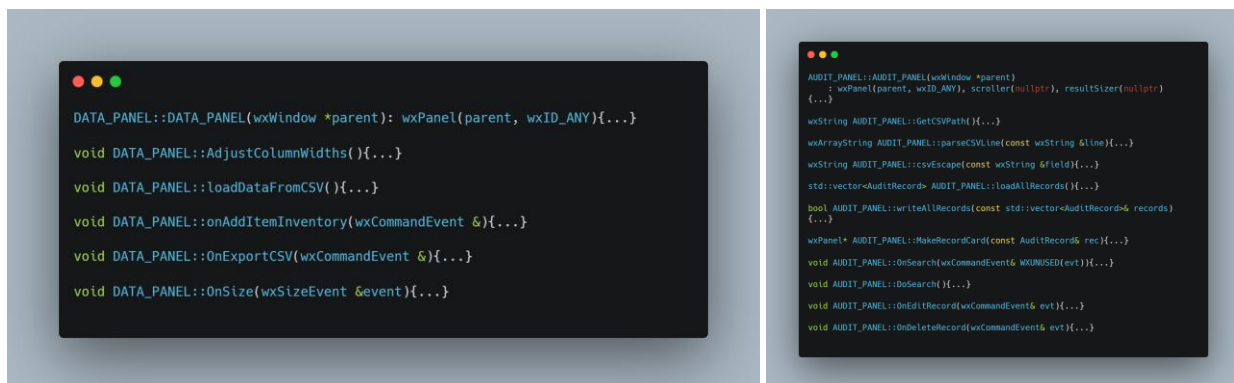 DATA_PANEL::DATA_PANEL(wxWindow *parent): wxPanel(parent, wxID_ANY){...}
void DATA_PANEL::AdjustColumnWidths(){...}
void DATA_PANEL::loadDataFromCSV(){...}
void DATA_PANEL::onAddItemInventory(wxCommandEvent &){...}
void DATA_PANEL::OnExportCSV(wxCommandEvent &){...}
void DATA_PANEL::OnSize(wxSizeEvent &event){...}
AUDIT_PANEL::AUDIT_PANEL(wxWindow *parent)
    : wxPanel(parent, wxID_ANY), scroller(nullptr), resultSizer(nullptr)
{...}
wxString AUDIT_PANEL::GetCSVPath(){...}
wxArrayString AUDIT_PANEL::parseCSVLine(const wxString &line){...}
wxString AUDIT_PANEL::csvEscape(const wxString &field){...}
std::vector<AuditRecord> AUDIT_PANEL::loadAllRecords(){...}
bool AUDIT_PANEL::writeAllRecords(const std::vector<AuditRecord>& records)
{...}
wxPanel* AUDIT_PANEL::MakeRecordCard(const AuditRecord& rec){...}
void AUDIT_PANEL::OnSearch(wxCommandEvent& WXUNUSED(evt)){...}
void AUDIT_PANEL::DoSearch(){...}
void AUDIT_PANEL::OnEditRecord(wxCommandEvent& evt){...}
void AUDIT_PANEL::OnDeleteRecord(wxCommandEvent& evt){...}